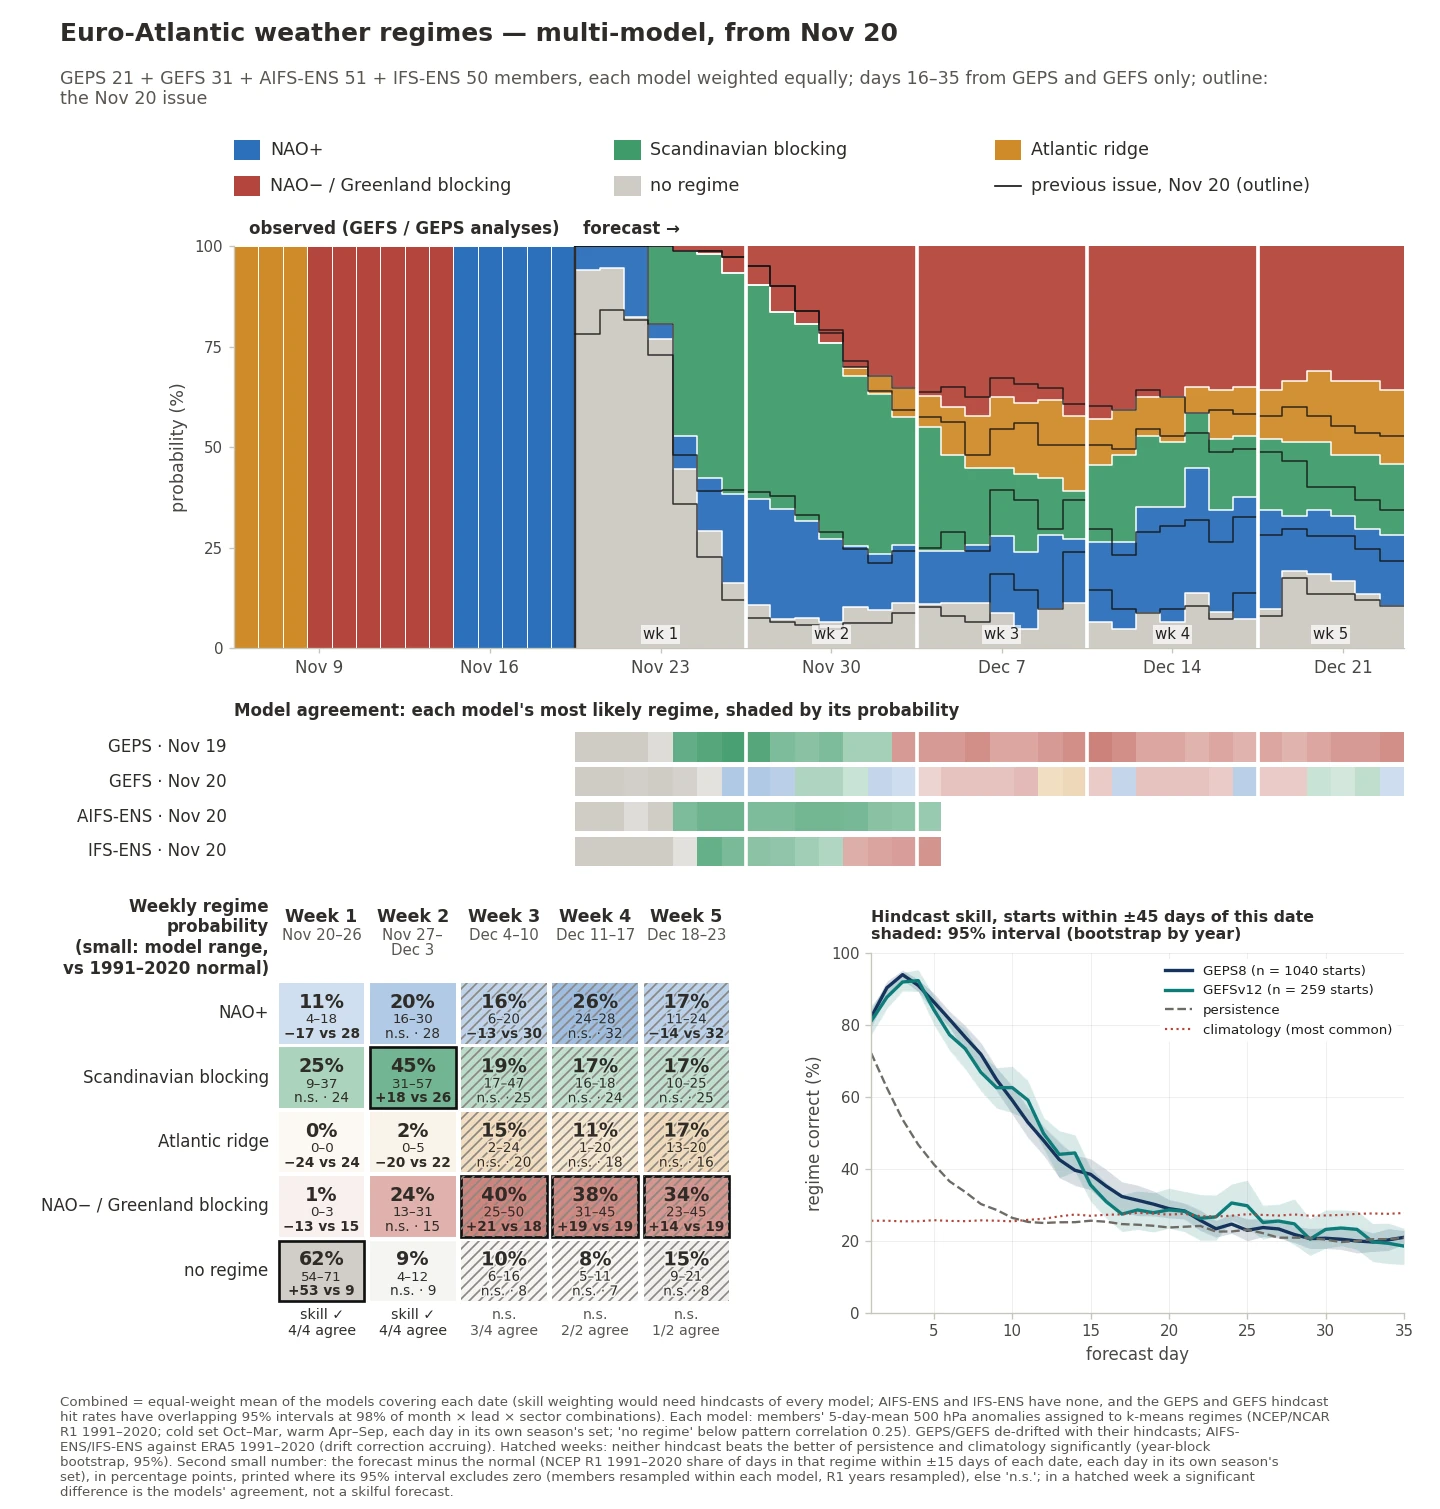 Euro-Atlantic weather regimes — multi-model, from Nov 20
GEPS 21 + GEFS 31 + AIFS-ENS 51 + IFS-ENS 50 members, each model weighted equally; days 16–35 from GEPS and GEFS only; outline:
the Nov 20 issue
NAO+
Scandinavian blocking
Atlantic ridge
NAO− / Greenland blocking
no regime
previous issue, Nov 20 (outline)
observed (GEFS / GEPS analyses)
forecast →
100
75
50
25
0
probability (%)
wk 1
wk 2
wk 3
wk 4
wk 5
Nov 9
Nov 16
Nov 23
Nov 30
Dec 7
Dec 14
Dec 21
Model agreement: each model's most likely regime, shaded by its probability
GEPS · Nov 19
GEFS · Nov 20
AIFS-ENS · Nov 20
IFS-ENS · Nov 20
Weekly regime
probability
(small: model range,
vs 1991–2020 normal)
Week 1
Nov 20–26
Week 2
Nov 27–
Dec 3
Week 3
Dec 4–10
Week 4
Dec 11–17
Week 5
Dec 18–23
NAO+
11%
4–18
−17 vs 28
20%
16–30
n.s. · 28
16%
6–20
−13 vs 30
26%
24–28
n.s. · 32
17%
11–24
−14 vs 32
Scandinavian blocking
25%
9–37
n.s. · 24
45%
31–57
+18 vs 26
19%
17–47
n.s. · 25
17%
16–18
n.s. · 24
17%
10–25
n.s. · 25
Atlantic ridge
0%
0–0
−24 vs 24
2%
0–5
−20 vs 22
15%
2–24
n.s. · 20
11%
1–20
n.s. · 18
17%
13–20
n.s. · 16
NAO− / Greenland blocking
1%
0–3
−13 vs 15
24%
13–31
n.s. · 15
40%
25–50
+21 vs 18
38%
31–45
+19 vs 19
34%
23–45
+14 vs 19
no regime
62%
54–71
+53 vs 9
9%
4–12
n.s. · 9
10%
6–16
n.s. · 8
8%
5–11
n.s. · 7
15%
9–21
n.s. · 8
skill ✓
4/4 agree
skill ✓
4/4 agree
n.s.
3/4 agree
n.s.
2/2 agree
n.s.
1/2 agree
Hindcast skill, starts within ±45 days of this date
shaded: 95% interval (bootstrap by year)
GEPS8 (n = 1040 starts)
GEFSv12 (n = 259 starts)
persistence
climatology (most common)
100
80
60
40
20
0
regime correct (%)
5
10
15
20
25
30
35
forecast day
Combined = equal-weight mean of the models covering each date (skill weighting would need hindcasts of every model; AIFS-ENS and IFS-ENS have none, and the GEPS and GEFS hindcast
hit rates have overlapping 95% intervals at 98% of month × lead × sector combinations). Each model: members' 5-day-mean 500 hPa anomalies assigned to k-means regimes (NCEP/NCAR
R1 1991–2020; cold set Oct–Mar, warm Apr–Sep, each day in its own season's set; 'no regime' below pattern correlation 0.25). GEPS/GEFS de-drifted with their hindcasts; AIFS-
ENS/IFS-ENS against ERA5 1991–2020 (drift correction accruing). Hatched weeks: neither hindcast beats the better of persistence and climatology significantly (year-block
bootstrap, 95%). Second small number: the forecast minus the normal (NCEP R1 1991–2020 share of days in that regime within ±15 days of each date, each day in its own season's
set), in percentage points, printed where its 95% interval excludes zero (members resampled within each model, R1 years resampled), else 'n.s.'; in a hatched week a significant
difference is the models' agreement, not a skilful forecast.